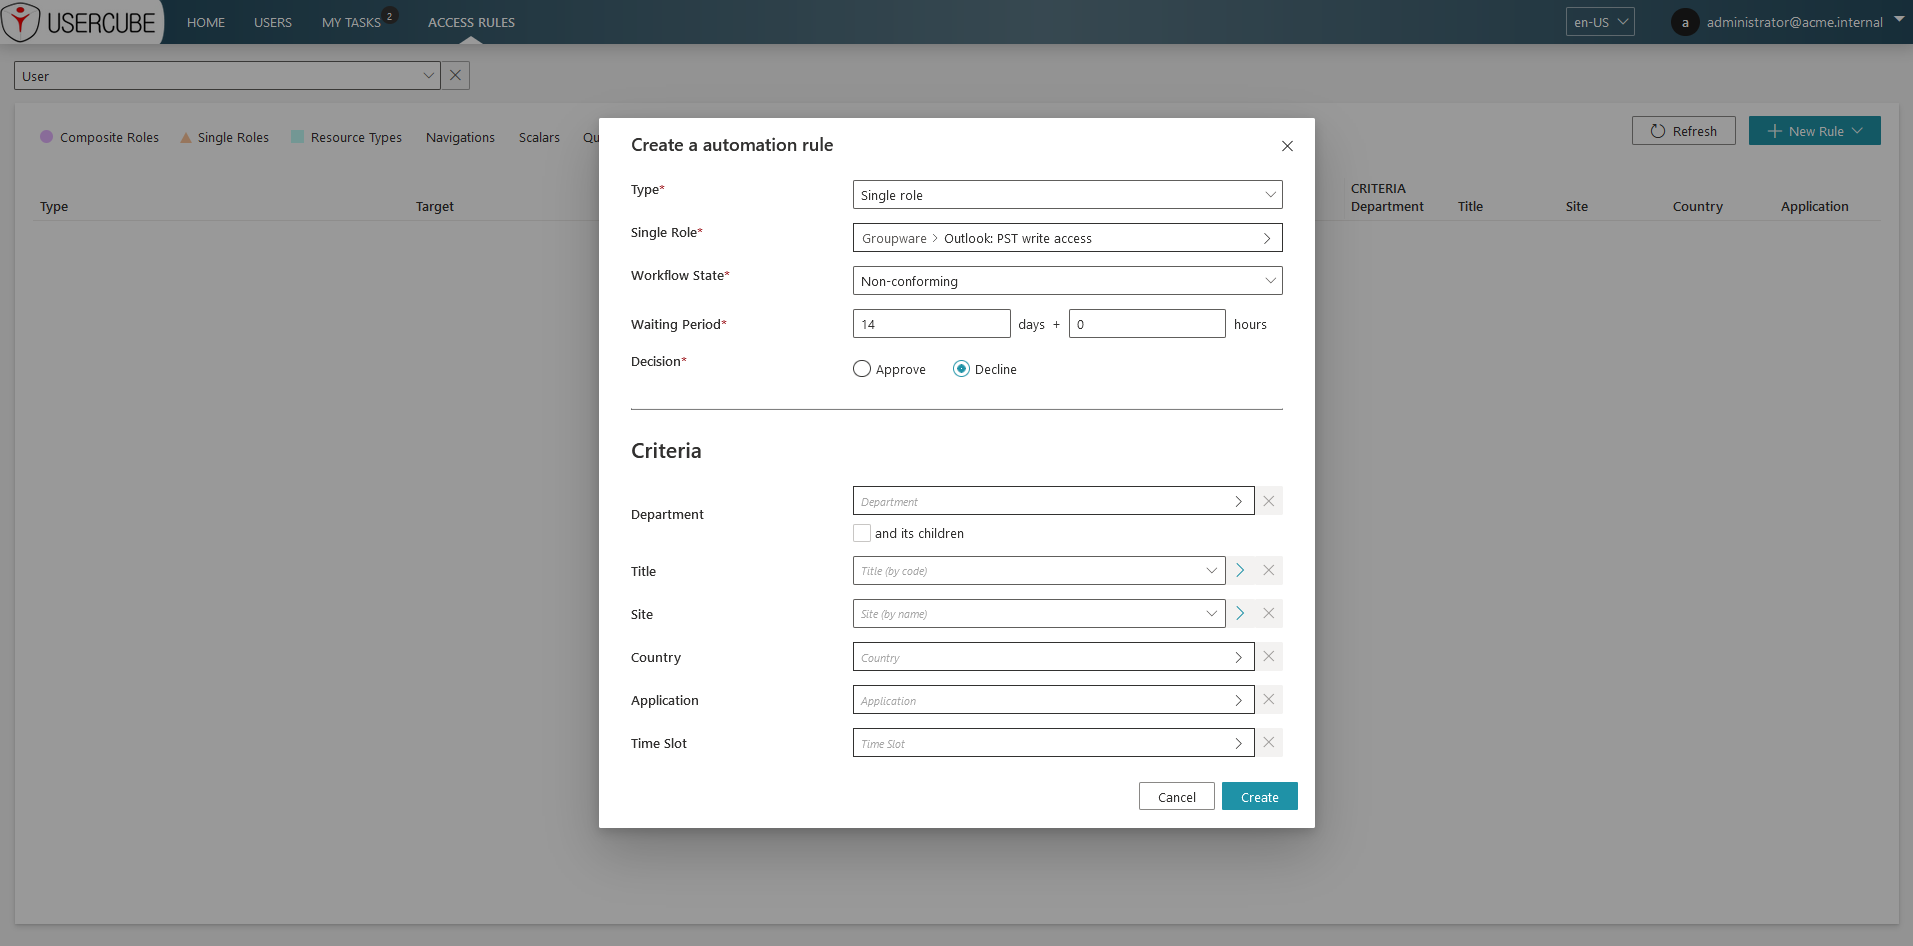 USERCUBE HOME USERS MY TASKS 2 ACCESS RULES en-US a administrator@acme.internal
User
Composite Roles Single Roles Resource Types Navigations Scalars Qu Refresh New Rule
Type Target CRITERIA Department Title Site Country Application
Create a automation rule
Type* Single role
Single Role* Groupware > Outlook: PST write access
Workflow State* Non-conforming
Waiting Period* 14 days + 0 hours
Decision* Approve Decline
Criteria
Department Department
and its children
Title Title (by code)
Site Site (by name)
Country Country
Application Application
Time Slot Time Slot
Cancel Create